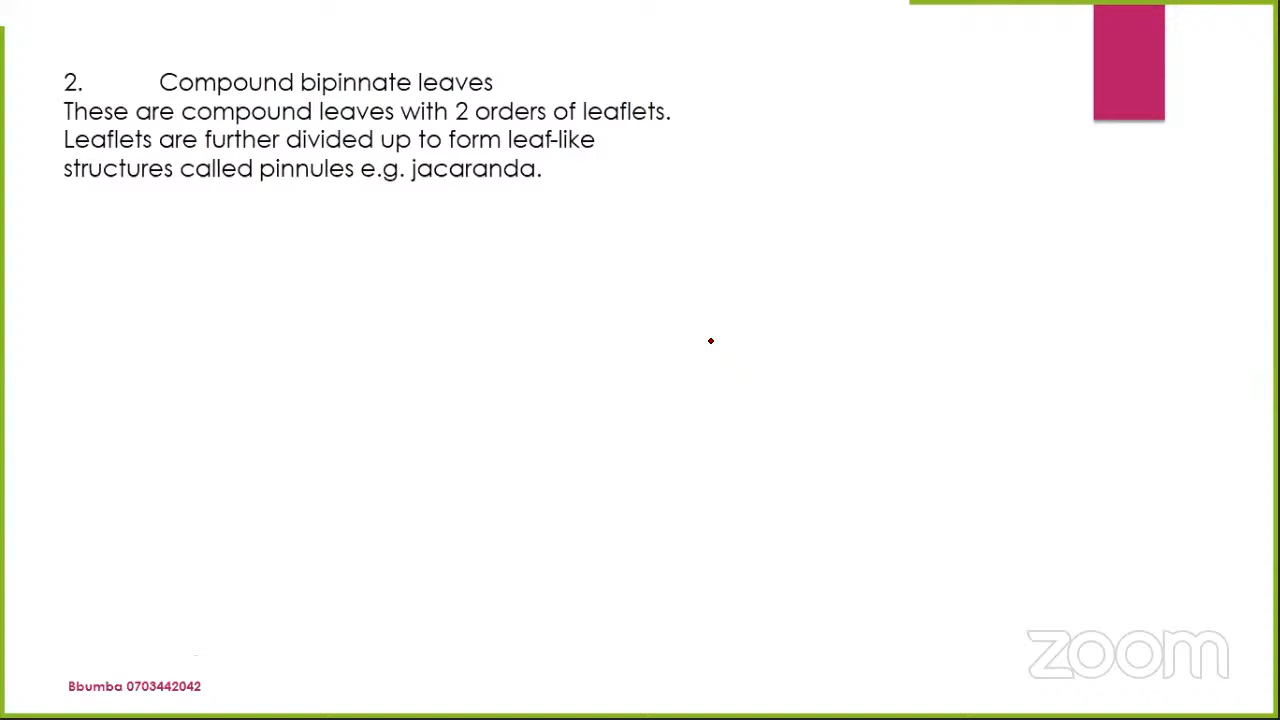 2. Compound bipinnate leaves
These are compound leaves with 2 orders of leaflets.
Leaflets are further divided up to form leaf-like
structures called pinnules e.g. jacaranda.
zoom
Bbumba 0703442042